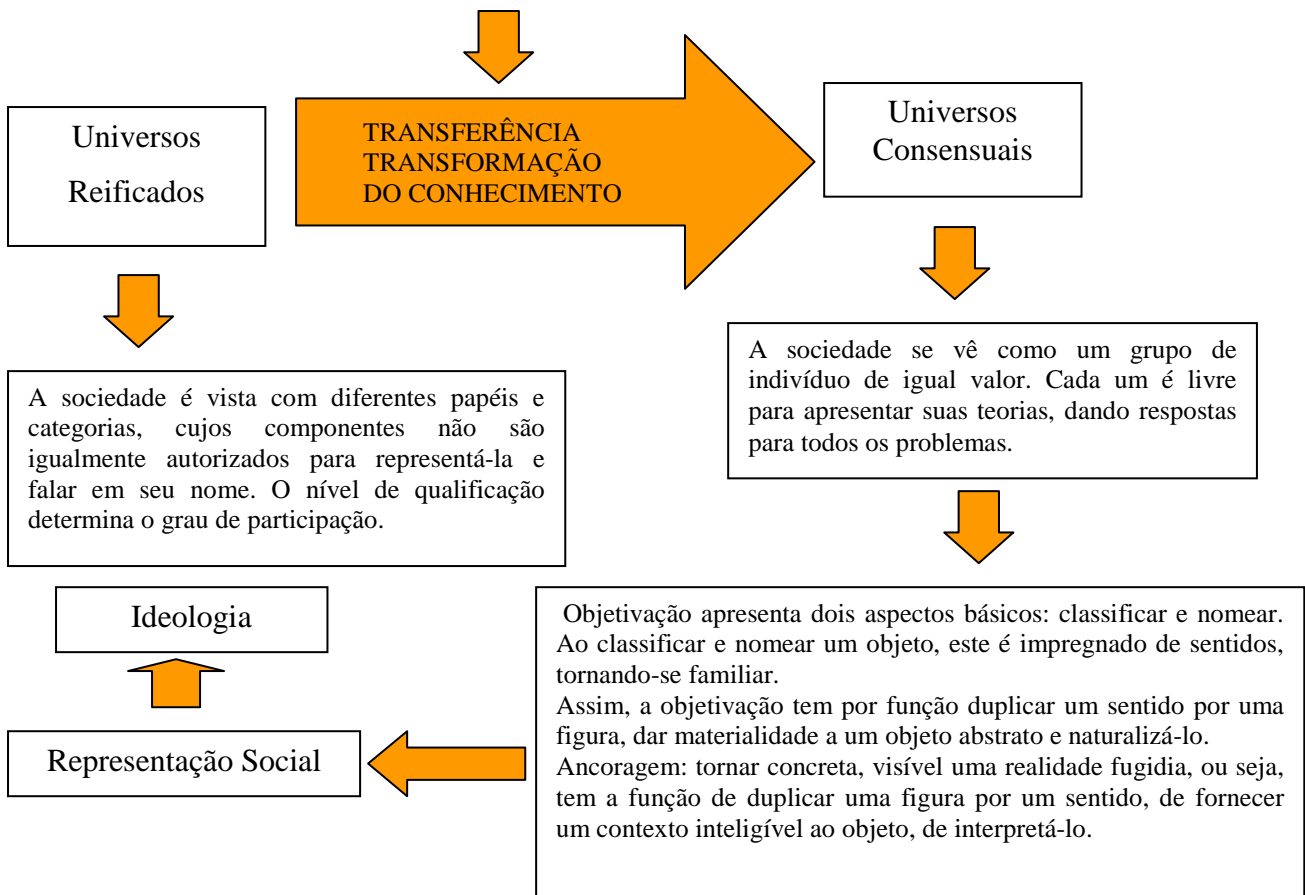 Universos
Reificados
TRANSFERÊNCIA
TRANSFORMAÇÃO
DO CONHECIMENTO
Universos
Consensuais
A sociedade é vista com diferentes papéis e
categorias, cujos componentes não são
igualmente autorizados para representá-la e
falar em seu nome. O nível de qualificação
determina o grau de participação.
A sociedade se vê como um grupo de
indivíduo de igual valor. Cada um é livre
para apresentar suas teorias, dando respostas
para todos os problemas.
Objetivação apresenta dois aspectos básicos: classificar e nomear.
Ao classificar e nomear um objeto, este é impregnado de sentidos,
tornando-se familiar.
Assim, a objetivação tem por função duplicar um sentido por uma
figura, dar materialidade a um objeto abstrato e naturalizá-lo.
Ancoragem: tornar concreta, visível uma realidade fugidia, ou seja,
tem a função de duplicar uma figura por um sentido, de fornecer
um contexto inteligível ao objeto, de interpretá-lo.
Representação Social
Ideologia